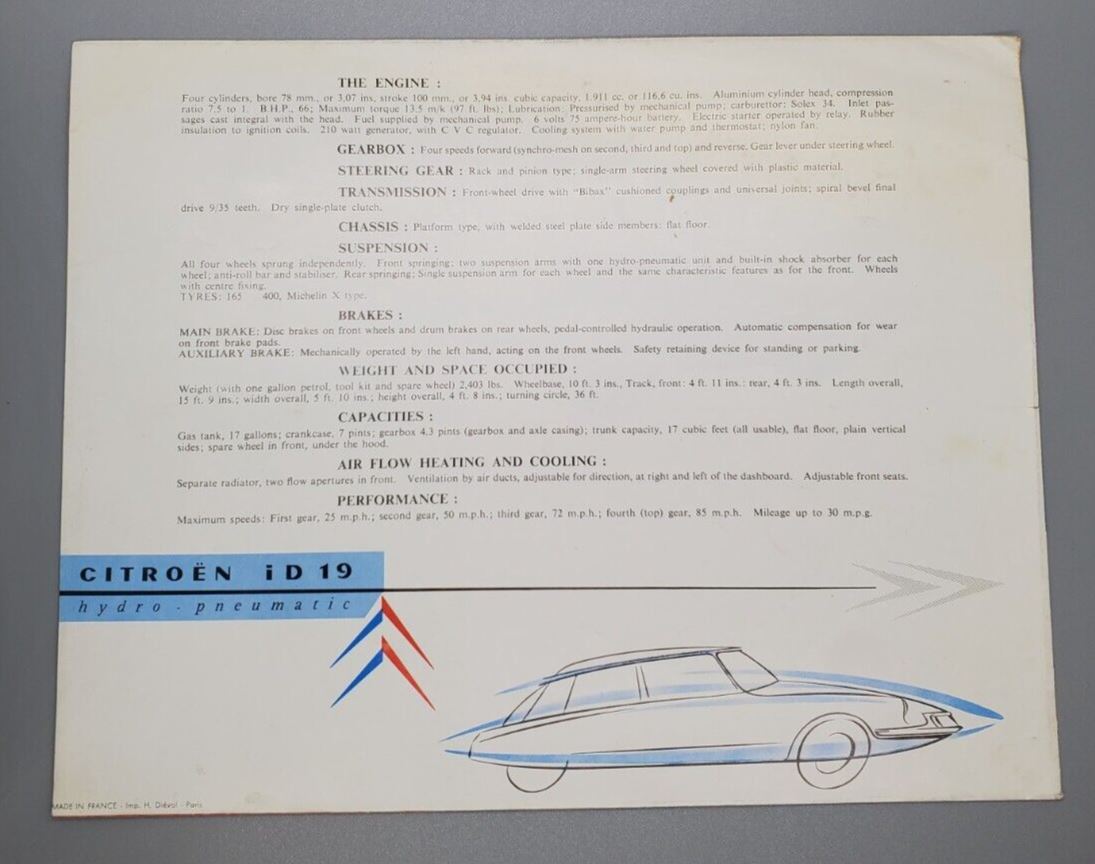 THE ENGINE :
Four cylinders, bore 78 mm., or 3,07 ins, stroke 100 mm., or 3,94 ins. cubic capacity, 1.911 cc. or 116,6 cu. ins. Aluminium cylinder head, compression
ratio 7.5 to 1. B.H.P., 66; Maximum torque 13.5 m/k (97 ft. lbs); Lubrication: Pressurised by mechanical pump; carburettor: Solex 34. Inlet pas-
sages cast integral with the head. Fuel supplied by mechanical pump. 6 volts 75 ampere-hour battery. Electric starter operated by relay. Rubber
insulation to ignition coils. 210 watt generator, with C V C regulator. Cooling system with water pump and thermostat; nylon fan.
GEARBOX : Four speeds forward (synchro-mesh on second, third and top) and reverse. Gear lever under steering wheel.
STEERING GEAR : Rack and pinion type; single-arm steering wheel covered with plastic material.
TRANSMISSION : Front-wheel drive with "Bibax" cushioned couplings and universal joints; spiral bevel final
drive 9/35 teeth. Dry single-plate clutch.
CHASSIS : Platform type, with welded steel plate side members; flat floor.
SUSPENSION :
All four wheels sprung independently. Front springing; two suspension arms with one hydro-pneumatic unit and built-in shock absorber for each
wheel; anti-roll bar and stabiliser. Rear springing; Single suspension arm for each wheel and the same characteristic features as for the front. Wheels
with centre fixing.
TYRES: 165 400, Michelin X type.
BRAKES :
MAIN BRAKE: Disc brakes on front wheels and drum brakes on rear wheels, pedal-controlled hydraulic operation. Automatic compensation for wear
on front brake pads.
AUXILIARY BRAKE: Mechanically operated by the left hand, acting on the front wheels. Safety retaining device for standing or parking.
WEIGHT AND SPACE OCCUPIED :
Weight (with one gallon petrol, tool kit and spare wheel) 2,403 lbs. Wheelbase, 10 ft. 3 ins., Track, front: 4 ft. 11 ins.: rear, 4 ft. 3 ins. Length overall,
15 ft. 9 ins.; width overall, 5 ft. 10 ins.; height overall, 4 ft. 8 ins.; turning circle, 36 ft.
CAPACITIES :
Gas tank, 17 gallons; crankcase, 7 pints; gearbox 4.3 pints (gearbox and axle casing); trunk capacity, 17 cubic feet (all usable), flat floor, plain vertical
sides; spare wheel in front, under the hood.
AIR FLOW HEATING AND COOLING :
Separate radiator, two flow apertures in front. Ventilation by air ducts, adjustable for direction, at right and left of the dashboard. Adjustable front seats.
PERFORMANCE :
Maximum speeds: First gear, 25 m.p.h.; second gear, 50 m.p.h.; third gear, 72 m.p.h.; fourth (top) gear, 85 m.p.h. Mileage up to 30 m.p.g.
CITROËN iD 19
hydro - pneumatic
MADE IN FRANCE - Imp. H. Diéval - Paris